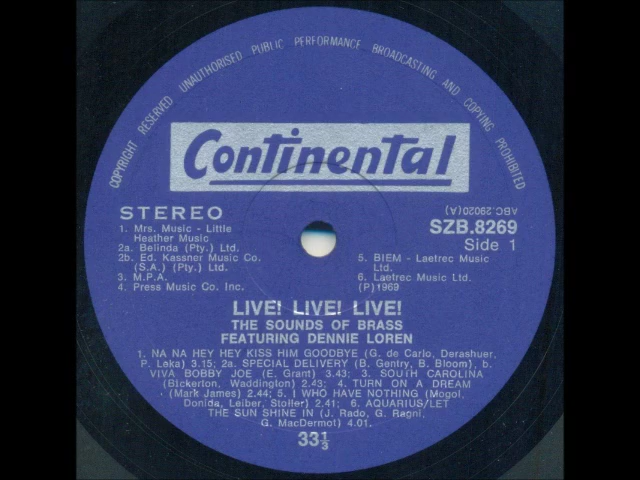 COPYRIGHT RESERVED UNAUTHORISED PUBLIC PERFORMANCE, BROADCASTING AND COPYING PROHIBITED
Continental
STEREO
1. Mrs. Music - Little
Heather Music
2a. Belinda (Pty.) Ltd.
2b. Ed. Kassner Music Co.
(S.A.) (Pty.) Ltd.
3. M.P.A.
4. Press Music Co. Inc.
ABC.29020(A)
SZB.8269
Side 1
5. BIEM - Laetrec Music
Ltd.
6. Laetrec Music Ltd.
(P)1969
LIVE! LIVE! LIVE!
THE SOUNDS OF BRASS
FEATURING DENNIE LOREN
1. NA NA HEY HEY KISS HIM GOODBYE (G. de Carlo, Derashuer,
P. Leka) 3.15; 2a. SPECIAL DELIVERY (B. Gentry, B. Bloom), b.
VIVA BOBBY JOE (E. Grant) 3.43; 3. SOUTH CAROLINA
(Bickerton, Waddington) 2.43; 4. TURN ON A DREAM
(Mark James) 2.44; 5. I WHO HAVE NOTHING (Mogol,
Donida, Leiber, Stoller) 2.41; 6. AQUARIUS/LET
THE SUN SHINE IN (J. Rado, G. Ragni,
G. MacDermot) 4.01.
33⅓